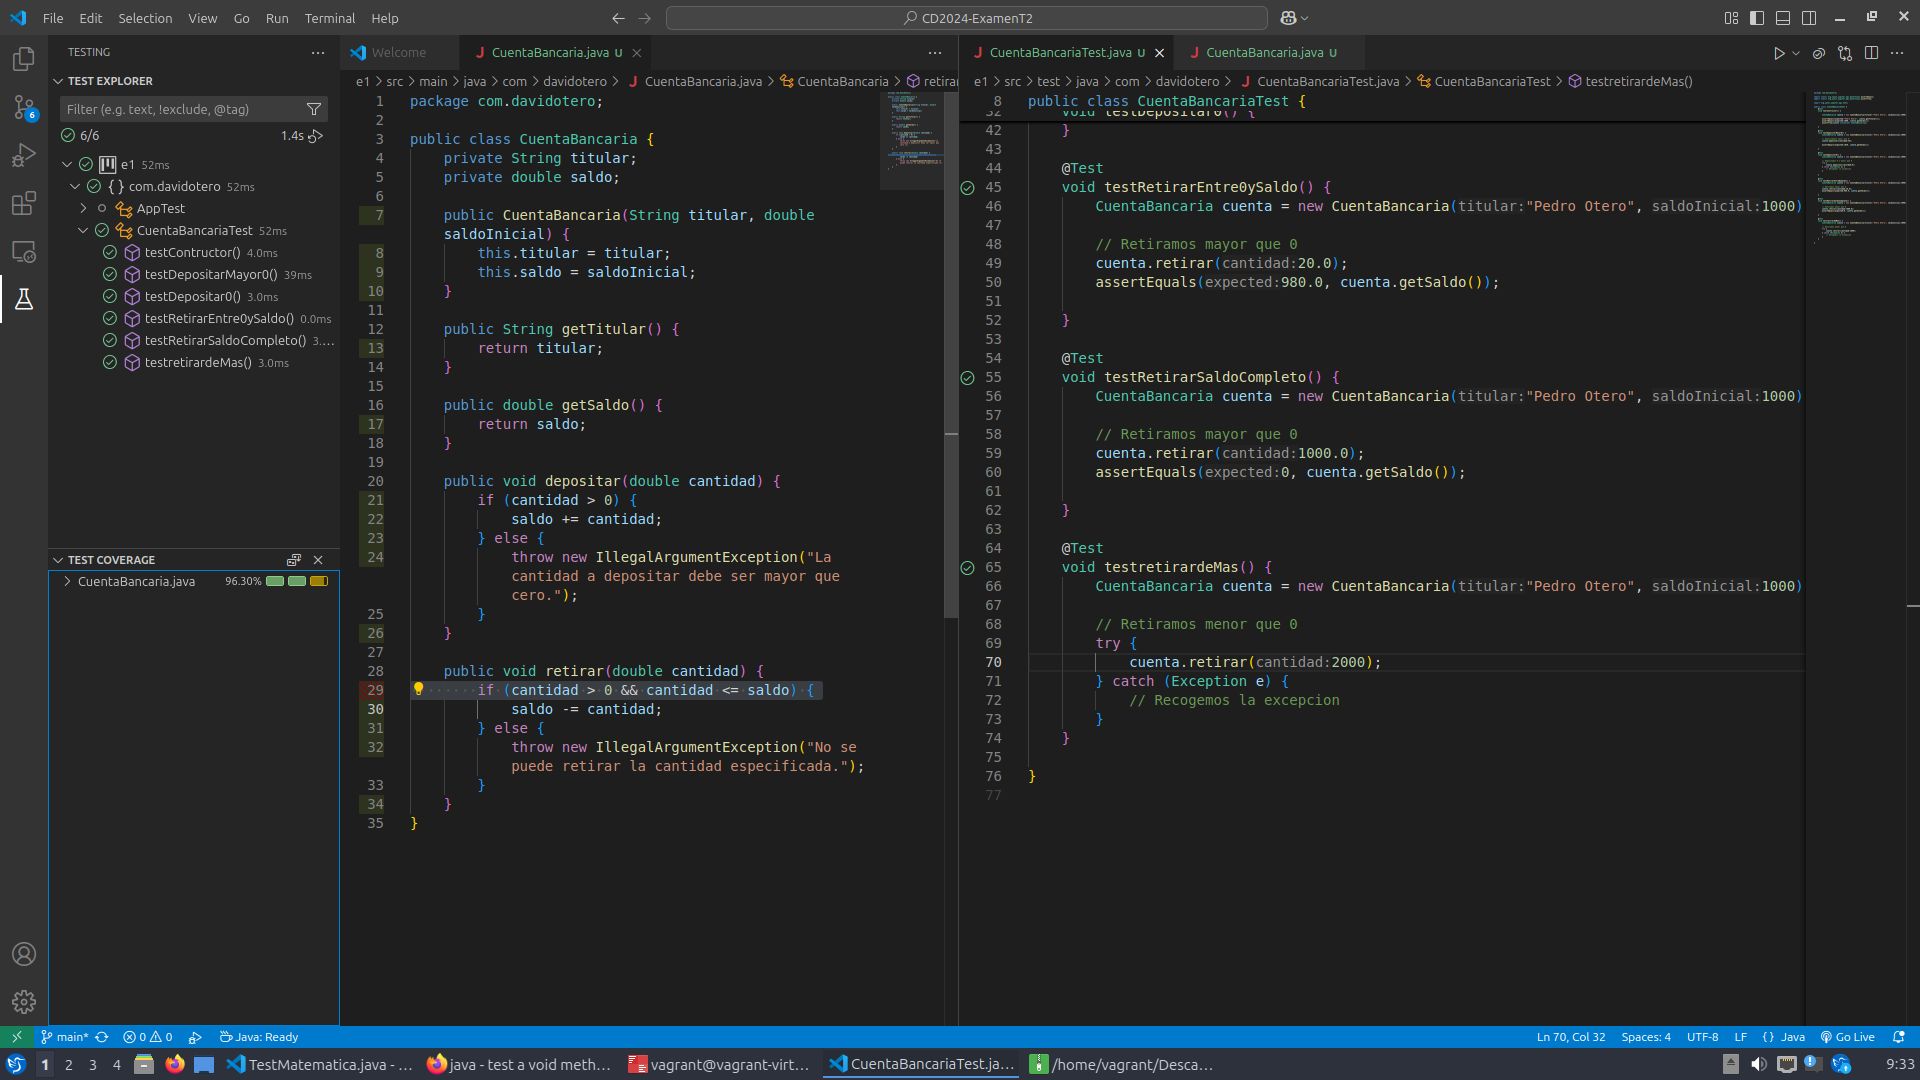 File Edit Selection View Go Run Terminal Help
CD2024-ExamenT2
TESTING
TEST EXPLORER
Filter (e.g. text, !exclude, @tag)
6/6 1.4s
e1 52ms
com.davidotero 52ms
AppTest
CuentaBancariaTest 52ms
testContructor() 4.0ms
testDepositarMayor0() 39ms
testDepositar0() 3.0ms
testRetirarEntre0ySaldo() 0.0ms
testRetirarSaldoCompleto() 3....
testretirardeMas() 3.0ms
TEST COVERAGE
CuentaBancaria.java 96.30%
Welcome
CuentaBancaria.java U
e1 > src > main > java > com > davidotero > CuentaBancaria.java > CuentaBancaria > retirar
1 package com.davidotero;
2
3 public class CuentaBancaria {
4 private String titular;
5 private double saldo;
6
7 public CuentaBancaria(String titular, double
saldoInicial) {
8 this.titular = titular;
9 this.saldo = saldoInicial;
10 }
11
12 public String getTitular() {
13 return titular;
14 }
15
16 public double getSaldo() {
17 return saldo;
18 }
19
20 public void depositar(double cantidad) {
21 if (cantidad > 0) {
22 saldo += cantidad;
23 } else {
24 throw new IllegalArgumentException("La
cantidad a depositar debe ser mayor que
cero.");
25 }
26 }
27
28 public void retirar(double cantidad) {
29 if (cantidad > 0 && cantidad <= saldo) {
30 saldo -= cantidad;
31 } else {
32 throw new IllegalArgumentException("No se
puede retirar la cantidad especificada.");
33 }
34 }
35 }
CuentaBancariaTest.java U
CuentaBancaria.java U
e1 > src > test > java > com > davidotero > CuentaBancariaTest.java > CuentaBancariaTest > testretirardeMas()
8 public class CuentaBancariaTest {
32 void testDepositar0() {
42 }
43
44 @Test
45 void testRetirarEntre0ySaldo() {
46 CuentaBancaria cuenta = new CuentaBancaria(titular:"Pedro Otero", saldoInicial:1000)
47
48 // Retiramos mayor que 0
49 cuenta.retirar(cantidad:20.0);
50 assertEquals(expected:980.0, cuenta.getSaldo());
51
52 }
53
54 @Test
55 void testRetirarSaldoCompleto() {
56 CuentaBancaria cuenta = new CuentaBancaria(titular:"Pedro Otero", saldoInicial:1000)
57
58 // Retiramos mayor que 0
59 cuenta.retirar(cantidad:1000.0);
60 assertEquals(expected:0, cuenta.getSaldo());
61
62 }
63
64 @Test
65 void testretirardeMas() {
66 CuentaBancaria cuenta = new CuentaBancaria(titular:"Pedro Otero", saldoInicial:1000)
67
68 // Retiramos menor que 0
69 try {
70 cuenta.retirar(cantidad:2000);
71 } catch (Exception e) {
72 // Recogemos la excepcion
73 }
74 }
75
76 }
77
main* 0 0 Java: Ready
Ln 70, Col 32 Spaces: 4 UTF-8 LF {} Java Go Live
1 2 3 4 TestMatematica.java - ... java - test a void meth... vagrant@vagrant-virt... CuentaBancariaTest.ja... /home/vagrant/Desca... 9:33